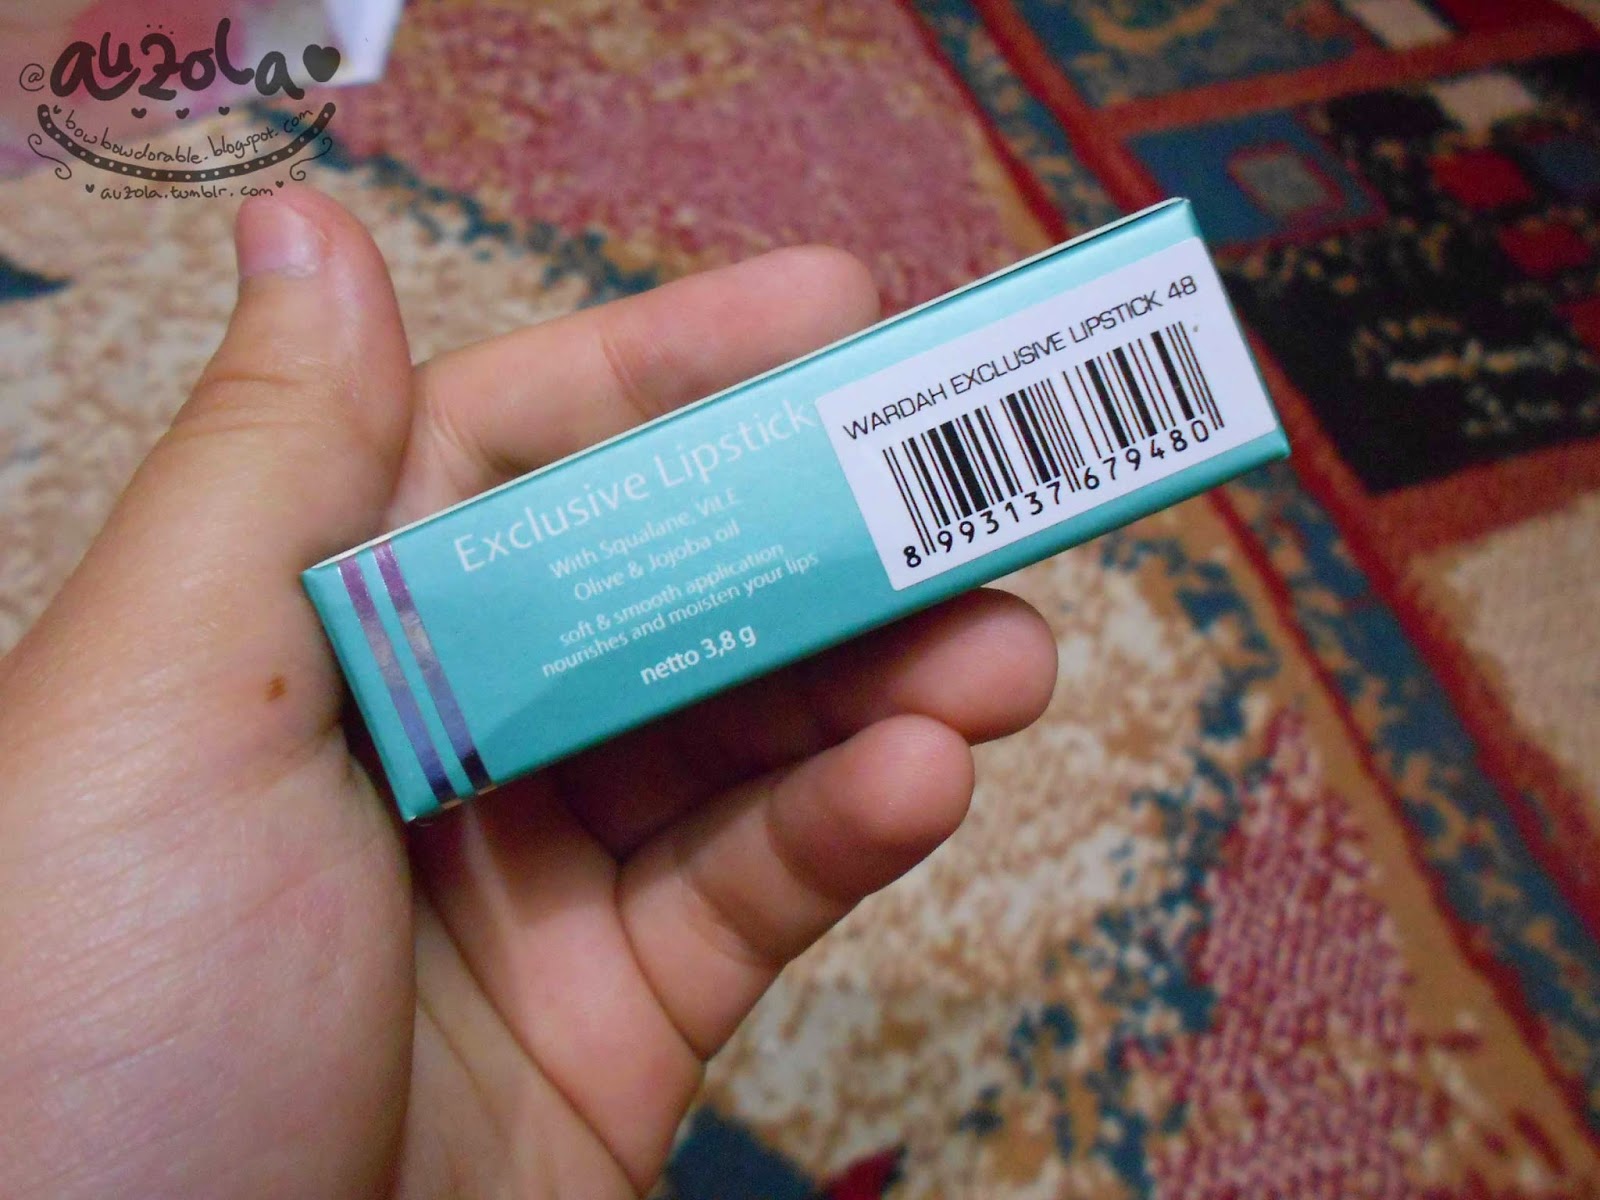 @auzola♥
bowbowdorable.blogspot.com
♥ auzola.tumblr.com ♥
Exclusive Lipstick
With Squalane, Vit.E
Olive & Jojoba oil
soft & smooth application
nourishes and moisten your lips
netto 3,8 g
WARDAH EXCLUSIVE LIPSTICK 48
8 993137 679480